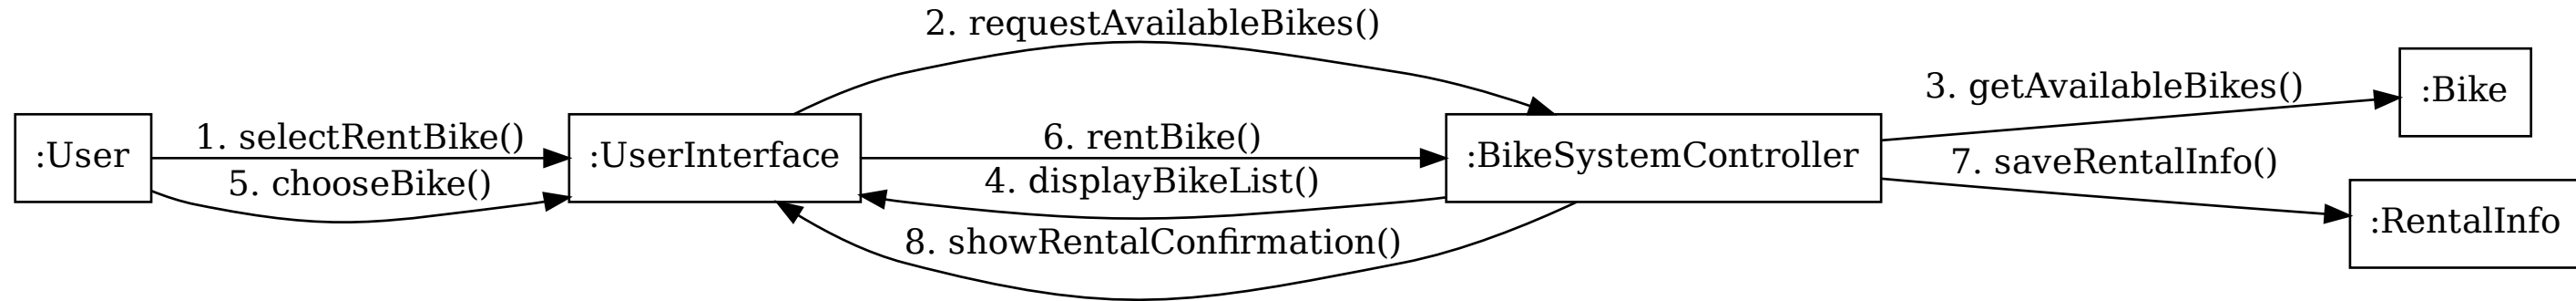 2. requestAvailableBikes()
:Bike
3. getAvailableBikes()
:User
1. selectRentBike()
5. chooseBike()
:UserInterface
6. rentBike()
4. displayBikeList()
:BikeSystemController
7. saveRentalInfo()
:RentalInfo
8. showRentalConfirmation()